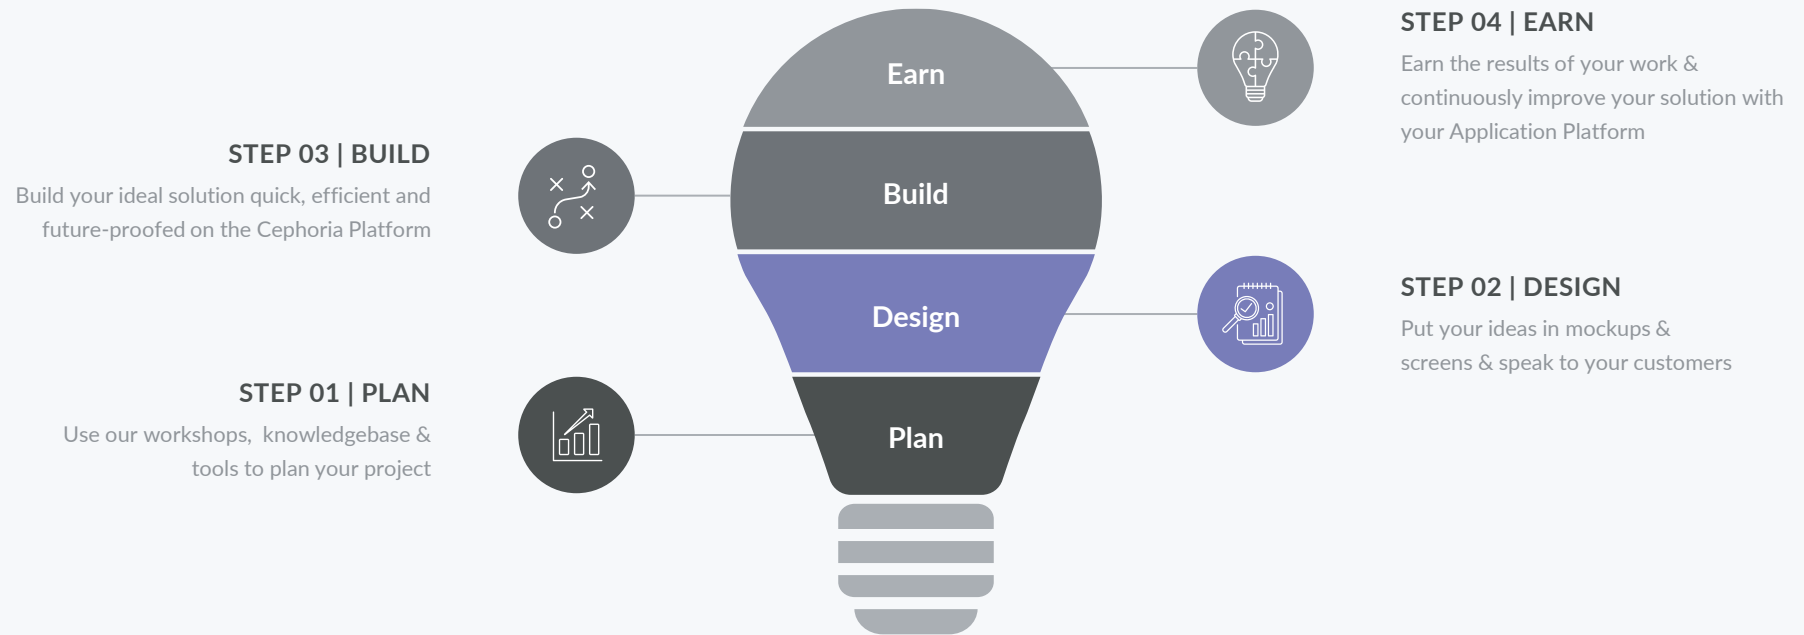 STEP 04 | EARN
Earn the results of your work &
continuously improve your solution with
your Application Platform
Earn
STEP 03 | BUILD
Build your ideal solution quick, efficient and
future-proofed on the Cephoria Platform
Build
STEP 02 | DESIGN
Put your ideas in mockups &
screens & speak to your customers
Design
STEP 01 | PLAN
Use our workshops,  knowledgebase &
tools to plan your project
Plan